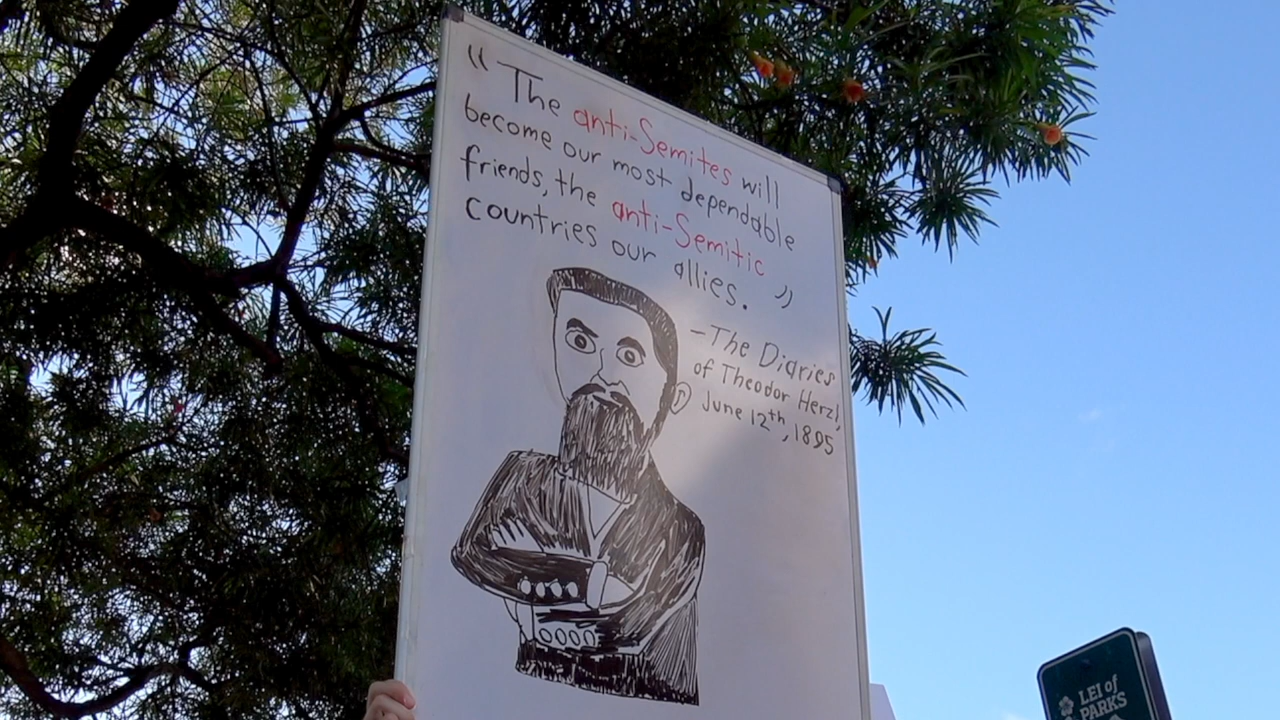 “The anti-Semites will
become our most dependable
friends, the anti-Semitic
countries our allies.”
-The Diaries
of Theodor Herzl,
June 12th, 1895
LEI of
PARKS